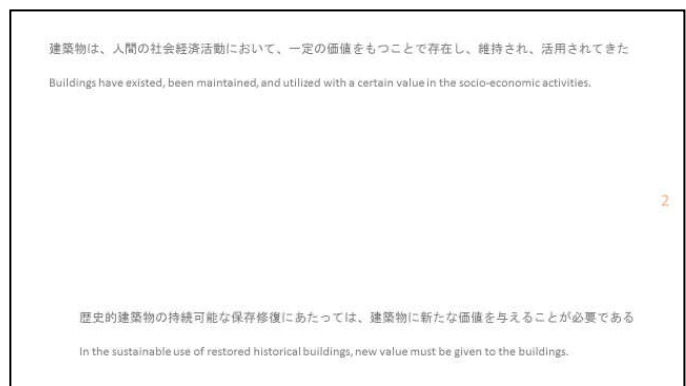 建築物は、人間の社会経済活動において、一定の価値をもつことで存在し、維持され、活用されてきた
Buildings have existed, been maintained, and utilized with a certain value in the socio-economic activities.
2
歴史的建築物の持続可能な保存修復にあたっては、建築物に新たな価値を与えることが必要である
In the sustainable use of restored historical buildings, new value must be given to the buildings.